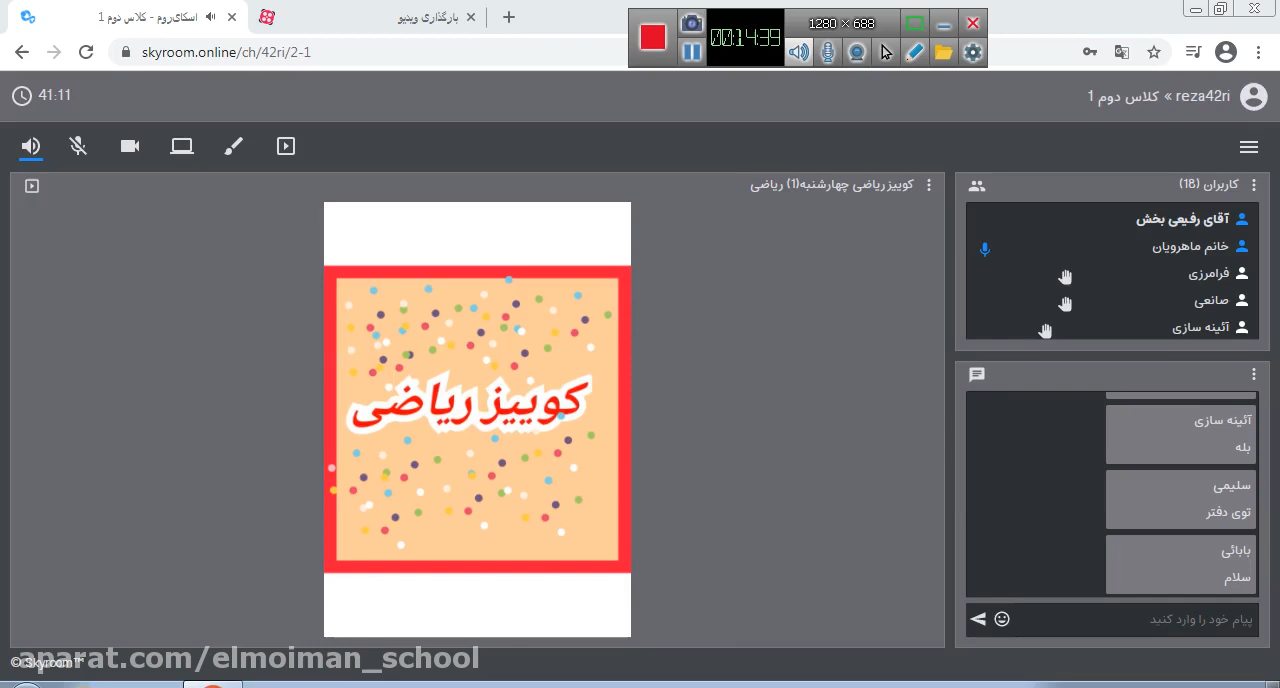 اسکای‌روم - کلاس دوم 1
بارگذاری ویدیو
skyroom.online/ch/42ri/2-1
00:14:39
1280 × 688
41:11
reza42ri » کلاس دوم 1
کوییز ریاضی چهارشنبه(1) ریاضی
کوییز ریاضی
کاربران (18)
آقای رفیعی بخش
خانم ماهرویان
فرامرزی
صانعی
آئینه سازی
آئینه سازی
بله
سلیمی
توی دفتر
بابائی
سلام
پیام خود را وارد کنید
© Skyroom™
aparat.com/elmoiman_school